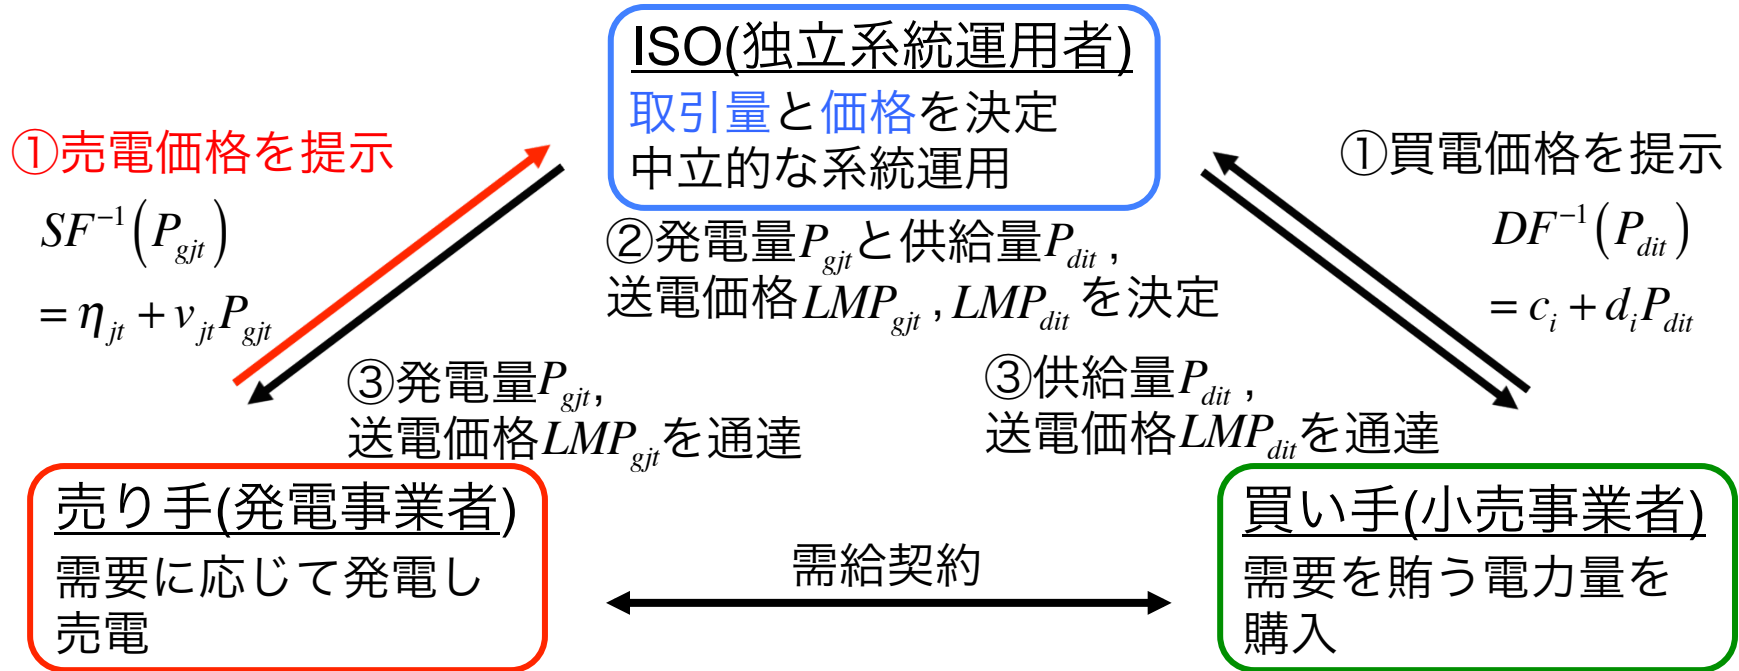 ISO(独立系統運用者)
取引量と価格を決定
中立的な系統運用
①売電価格を提示
SF⁻¹(P_gjt)
= η_jt + v_jt P_gjt
①買電価格を提示
DF⁻¹(P_dit)
= c_i + d_i P_dit
②発電量P_gjtと供給量P_dit ,
送電価格LMP_gjt , LMP_dit を決定
③発電量P_gjt,
送電価格LMP_gjtを通達
③供給量P_dit ,
送電価格LMP_ditを通達
売り手(発電事業者)
需要に応じて発電し
売電
需給契約
買い手(小売事業者)
需要を賄う電力量を
購入